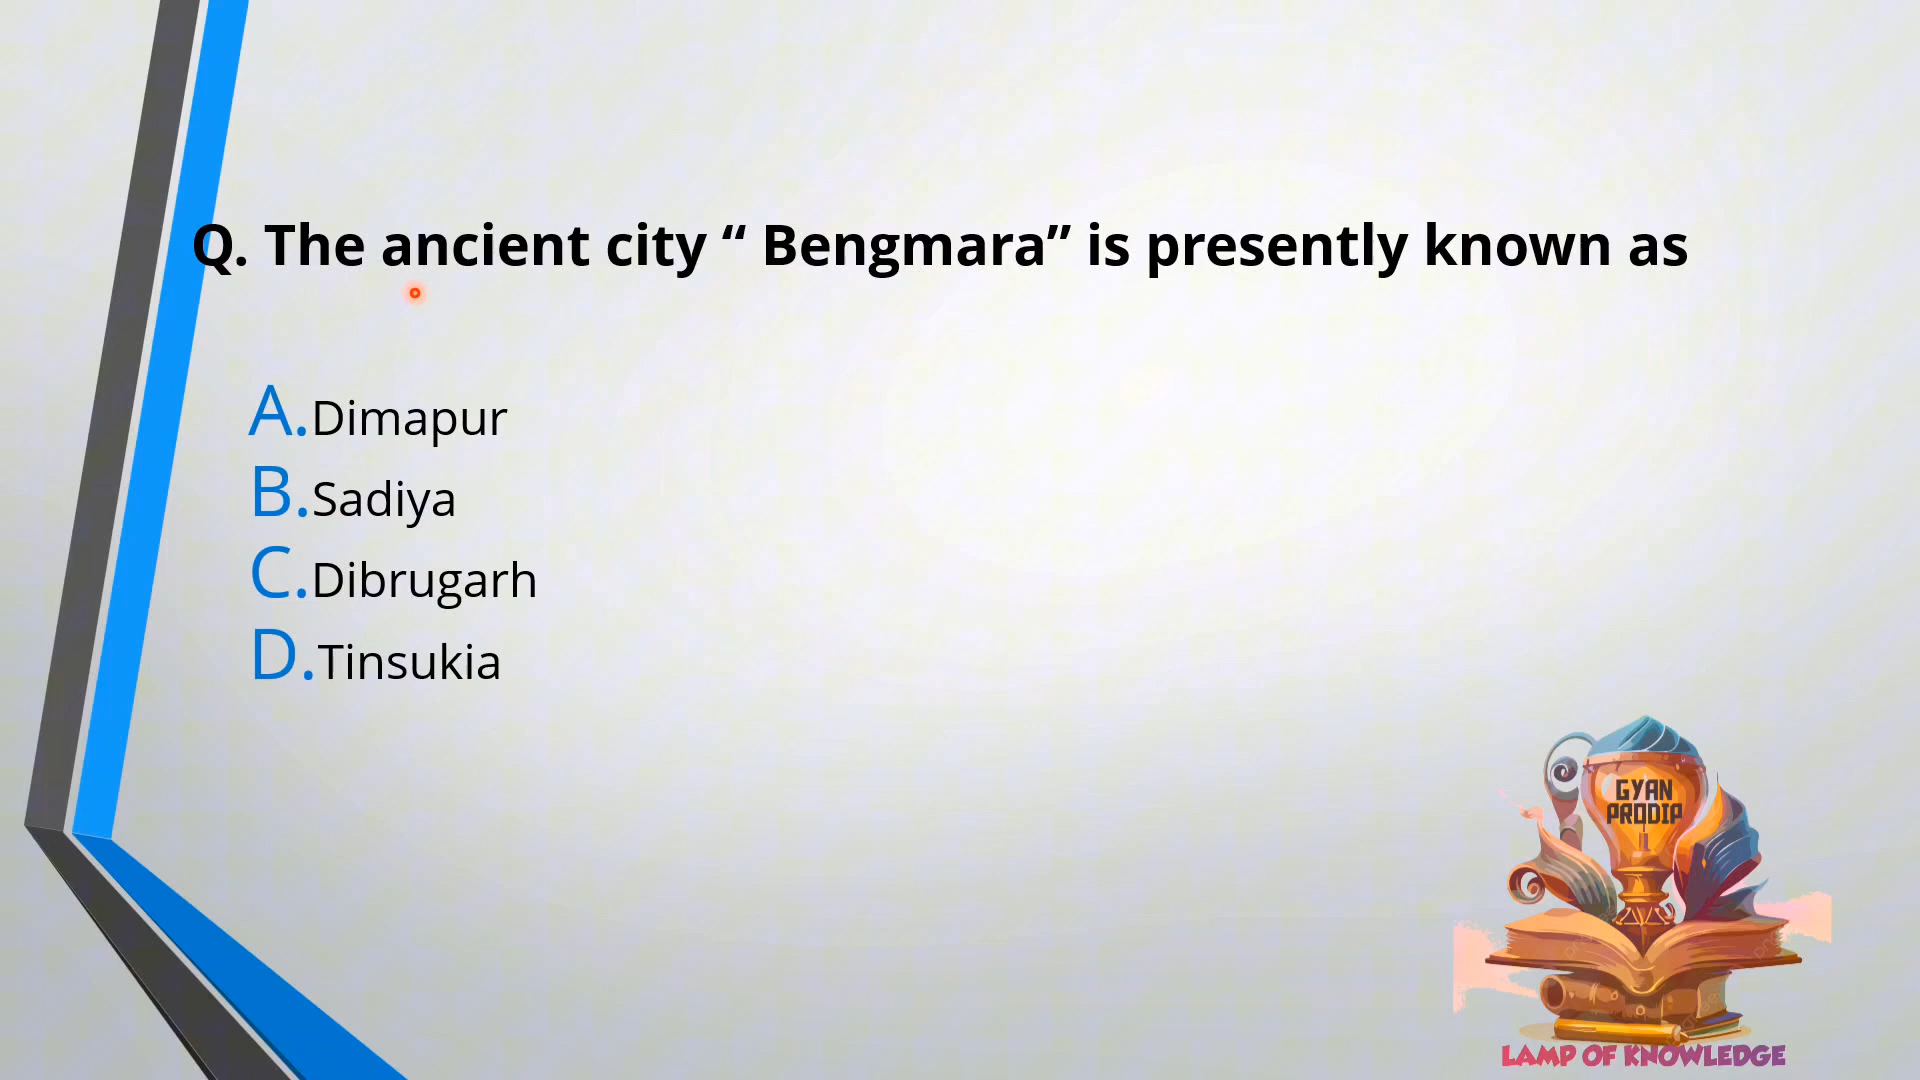 Q. The ancient city “ Bengmara” is presently known as
A.Dimapur
B.Sadiya
C.Dibrugarh
D.Tinsukia
GYAN
PRODIP
LAMP OF KNOWLEDGE